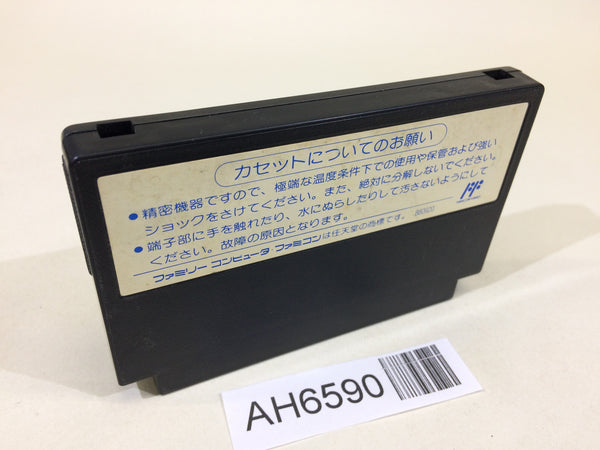 カセットについてのお願い
●精密機器ですので、極端な温度条件下での使用や保管および強い
ショックをさけてください。また、絶対に分解しないでください。
●端子部に手を触れたり、水にぬらしたりして汚さないようにして
ください。故障の原因となります。
ファミリーコンピュータ・ファミコンは任天堂の商標です。
AH6590